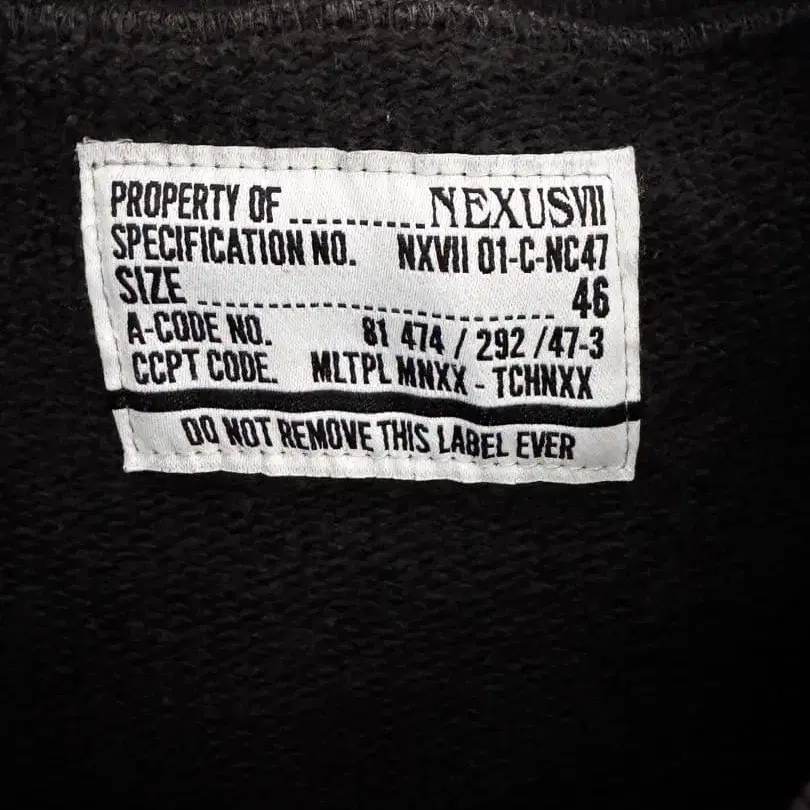 PROPERTY OF ................ NEXUSVII
SPECIFICATION NO. NXVII 01-C-NC47
SIZE ........................................ 46
A-CODE NO. 81 474 / 292 /47-3
CCPT CODE. MLTPL MNXX - TCHNXX
DO NOT REMOVE THIS LABEL EVER